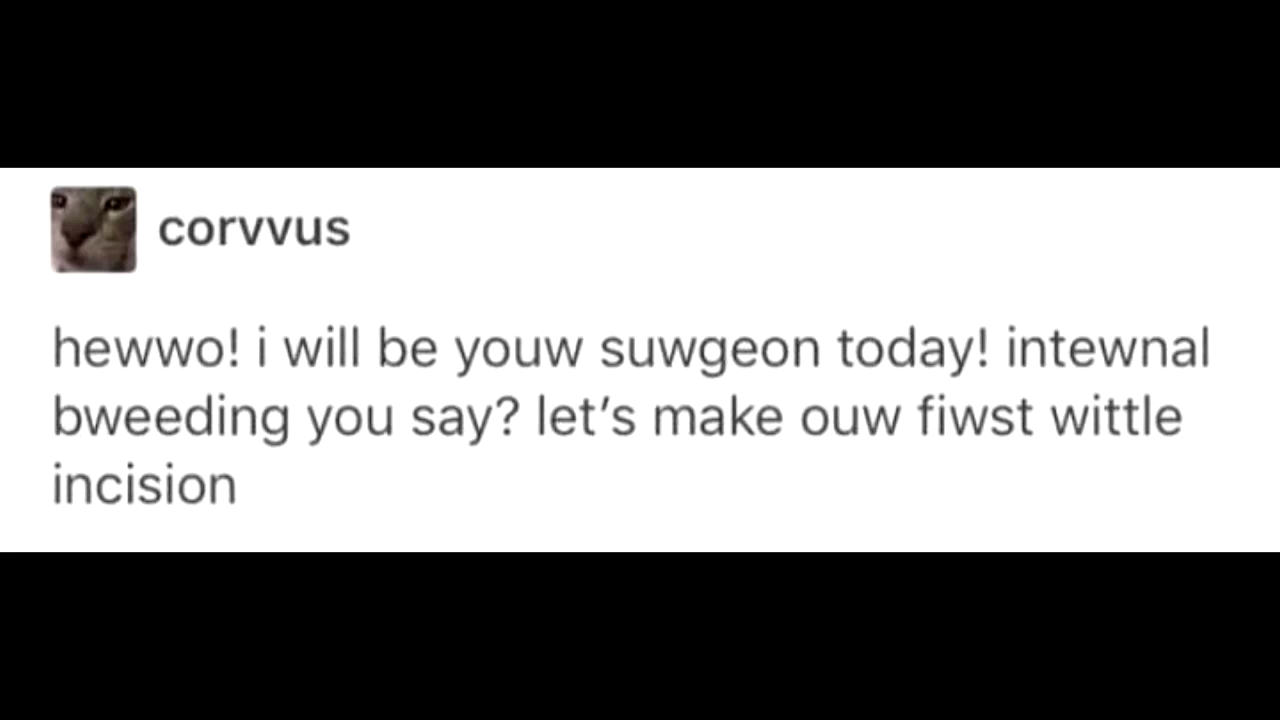 corvvus
hewwo! i will be youw suwgeon today! intewnal
bweeding you say? let’s make ouw fiwst wittle
incision